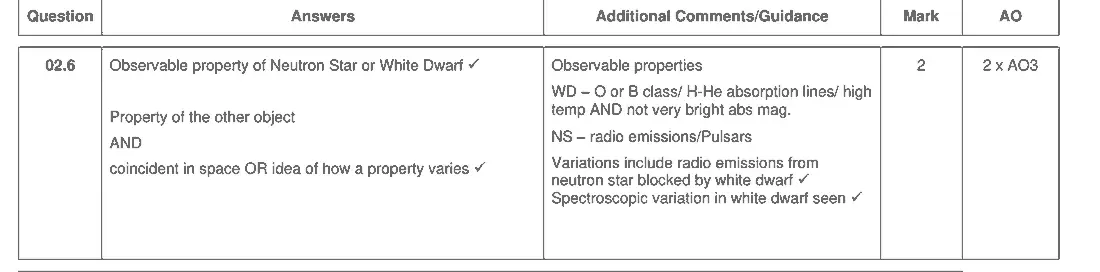 Question Answers Additional Comments/Guidance Mark AO
02.6 Observable property of Neutron Star or White Dwarf ✓ Observable properties 2 2 x AO3
WD – O or B class/ H-He absorption lines/ high
temp AND not very bright abs mag.
Property of the other object
AND
NS – radio emissions/Pulsars
coincident in space OR idea of how a property varies ✓
Variations include radio emissions from
neutron star blocked by white dwarf ✓
Spectroscopic variation in white dwarf seen ✓